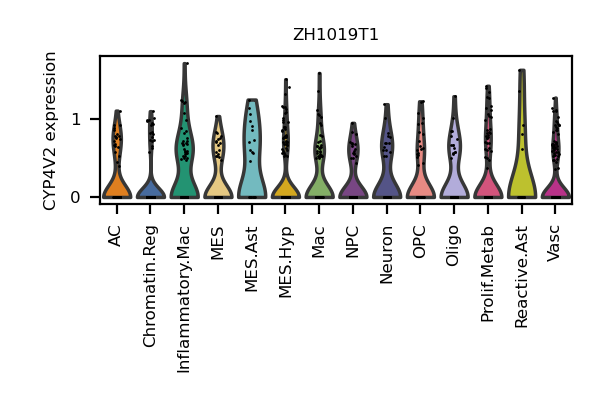 ZH1019T1
CYP4V2 expression
1
0
AC
Chromatin.Reg
Inflammatory.Mac
MES
MES.Ast
MES.Hyp
Mac
NPC
Neuron
OPC
Oligo
Prolif.Metab
Reactive.Ast
Vasc